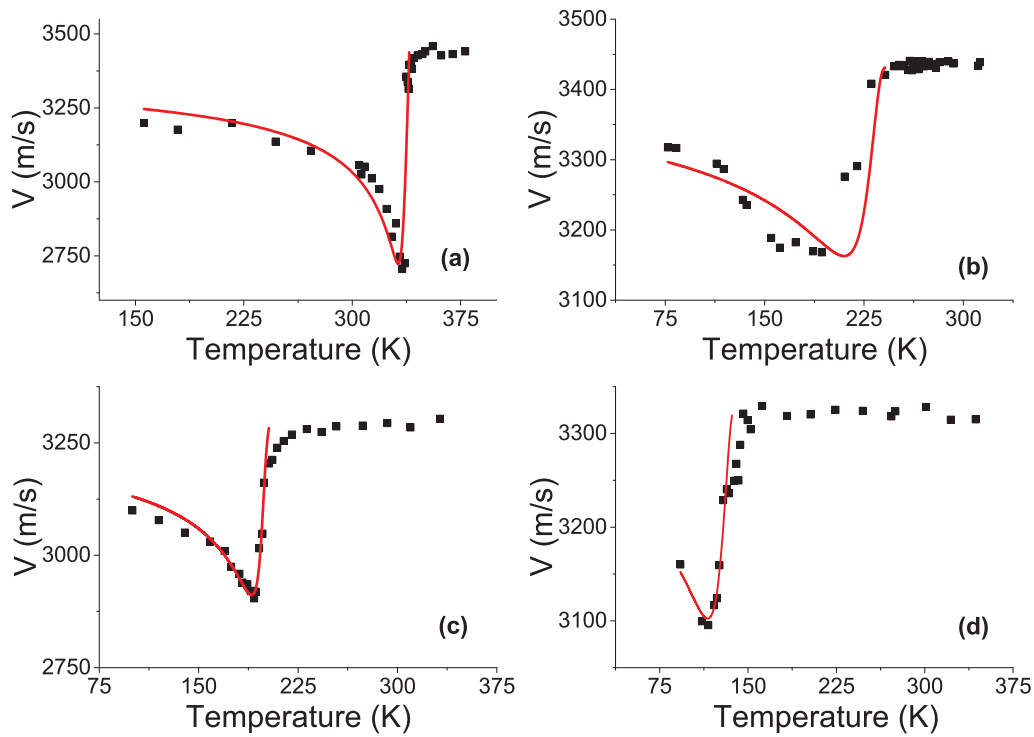 3500
3250
3000
2750
V (m/s)
(a)
150 225 300 375
Temperature (K)
3500
3400
3300
3200
3100
V (m/s)
(b)
75 150 225 300
Temperature (K)
3250
3000
2750
V (m/s)
(c)
75 150 225 300 375
Temperature (K)
3300
3200
3100
V (m/s)
(d)
75 150 225 300 375
Temperature (K)